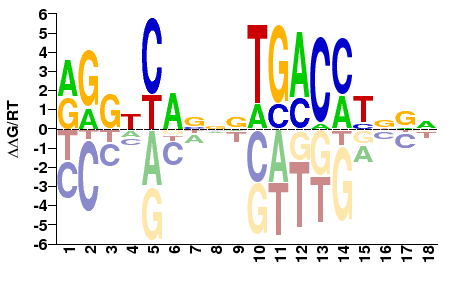 6
5
4
3
2
1
0
-1
-2
-3
-4
-5
-6
ΔΔG/RT
A G T C
G A T C
G C
T A C
C T A G
A T C
G A
G T
T A C G
G C A T
A C T
C A G T
C A T G
T C G A
G C
A T
1 2 3 4 5 6 7 8 9 10 11 12 13 14 15 16 17 18